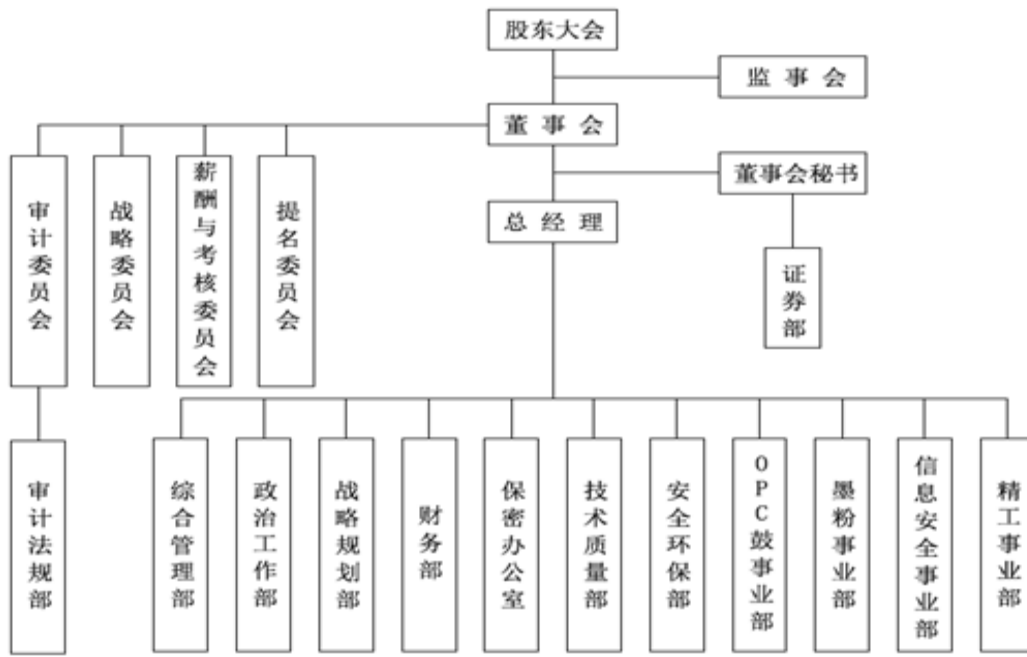 股东大会
监事会
董事会
董事会秘书
总经理
证券部
审计委员会
战略委员会
薪酬与考核委员会
提名委员会
审计法规部
综合管理部
政治工作部
战略规划部
财务部
保密办公室
技术质量部
安全环保部
OPC鼓事业部
墨粉事业部
信息安全事业部
精工事业部